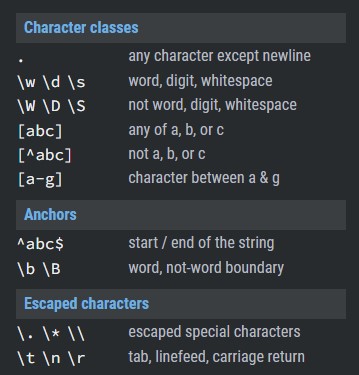 Character classes
. any character except newline
\w \d \s word, digit, whitespace
\W \D \S not word, digit, whitespace
[abc] any of a, b, or c
[^abc] not a, b, or c
[a-g] character between a & g
Anchors
^abc$ start / end of the string
\b \B word, not-word boundary
Escaped characters
\. \* \\ escaped special characters
\t \n \r tab, linefeed, carriage return